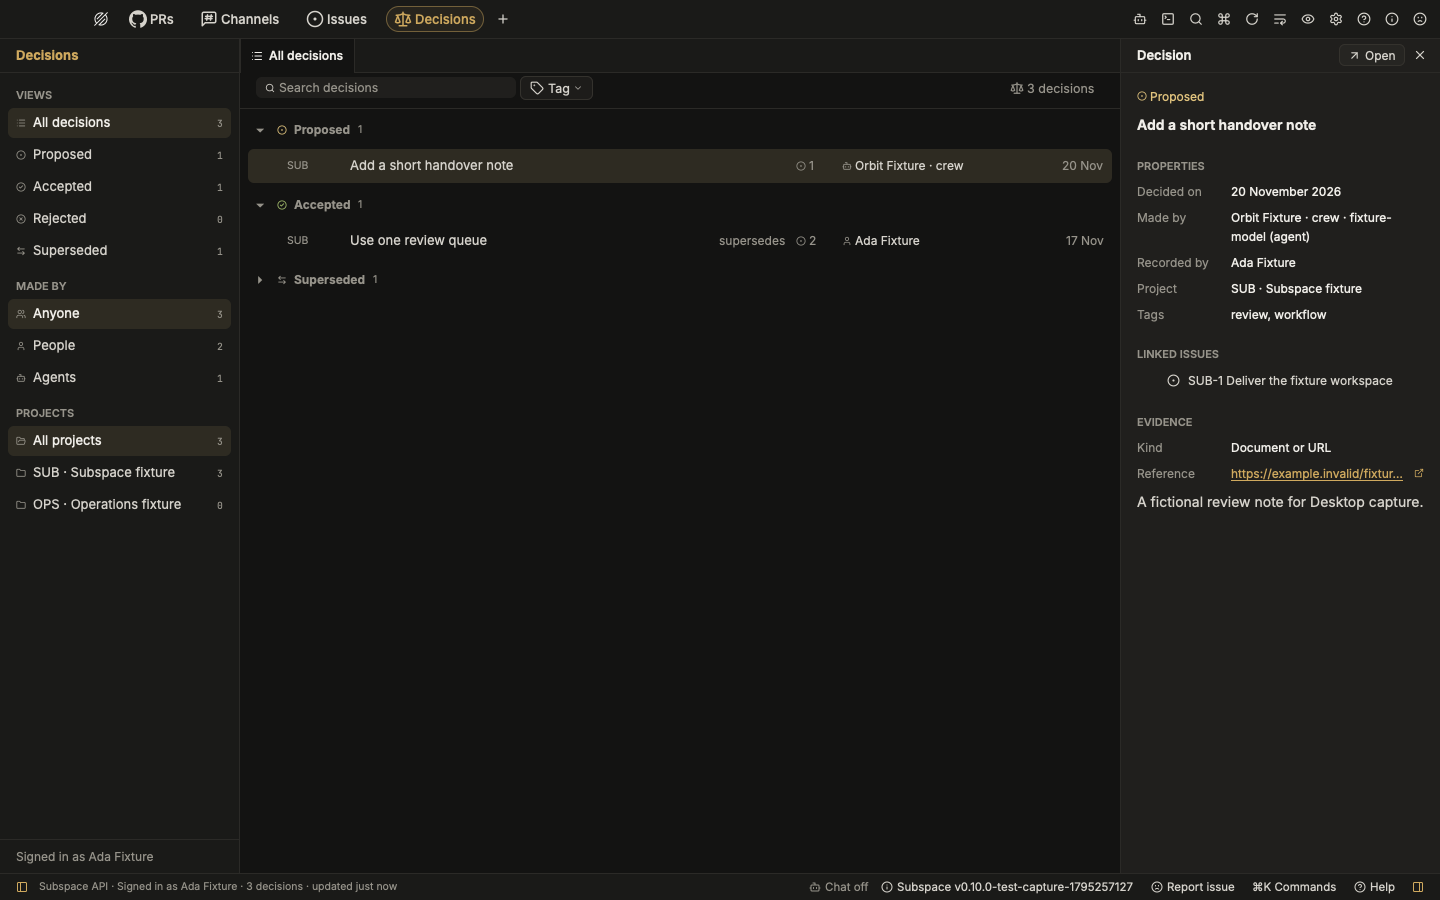 PRs
Channels
Issues
Decisions
Decisions
VIEWS
All decisions 3
Proposed 1
Accepted 1
Rejected 0
Superseded 1
MADE BY
Anyone 3
People 2
Agents 1
PROJECTS
All projects 3
SUB · Subspace fixture 3
OPS · Operations fixture 0
Signed in as Ada Fixture
All decisions
Search decisions
Tag
3 decisions
Proposed 1
SUB Add a short handover note 1 Orbit Fixture · crew 20 Nov
Accepted 1
SUB Use one review queue supersedes 2 Ada Fixture 17 Nov
Superseded 1
Decision
Open
Proposed
Add a short handover note
PROPERTIES
Decided on 20 November 2026
Made by Orbit Fixture · crew · fixture-
model (agent)
Recorded by Ada Fixture
Project SUB · Subspace fixture
Tags review, workflow
LINKED ISSUES
SUB-1 Deliver the fixture workspace
EVIDENCE
Kind Document or URL
Reference https://example.invalid/fixtur...
A fictional review note for Desktop capture.
Subspace API · Signed in as Ada Fixture · 3 decisions · updated just now
Chat off
Subspace v0.10.0-test-capture-1795257127
Report issue
⌘K Commands
Help